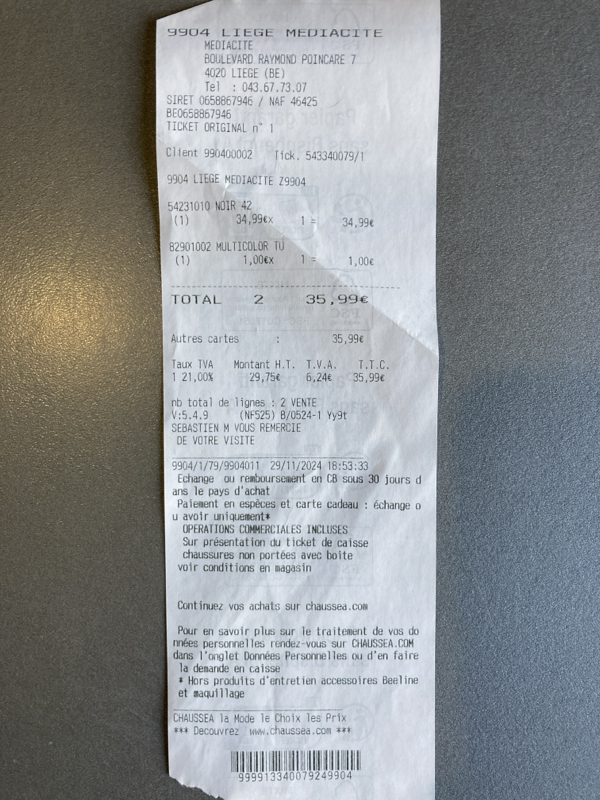 9904 LIEGE MEDIACITE
MEDIACITE
BOULEVARD RAYMOND POINCARE 7
4020 LIEGE (BE)
Tel : 043.67.73.07
SIRET 0658867946 / NAF 46425
BE0658867946
TICKET ORIGINAL n° 1
Client 990400002 Tick. 543340079/1
9904 LIEGE MEDIACITE Z9904
54231010 NOIR 42
(1) 34,99€x 1 = 34,99€
B2901002 MULTICOLOR TU
(1) 1,00€x 1 = 1,00€
TOTAL 2 35,99€
Autres cartes : 35,99€
Taux TVA Montant H.T. T.V.A. T.T.C.
1 21,00% 29,75€ 6,24€ 35,99€
nb total de lignes : 2 VENTE
V:5.4.9 (NF525) B/0524-1 Yy9t
SEBASTIEN M VOUS REMERCIE
DE VOTRE VISITE
9904/1/79/9904011 29/11/2024 18:53:33
Echange ou remboursement en CB sous 30 jours d
ans le pays d'achat
Paiement en espèces et carte cadeau : échange o
u avoir uniquement*
OPERATIONS COMMERCIALES INCLUSES
Sur présentation du ticket de caisse
chaussures non portées avec boite
voir conditions en magasin
Continuez vos achats sur chaussea.com
Pour en savoir plus sur le traitement de vos do
nnées personnelles rendez-vous sur CHAUSSEA.COM
dans l'onglet Données Personnelles ou d'en faire
la demande en caisse
* Hors produits d'entretien accessoires Beeline
et maquillage
CHAUSSEA la Mode le Choix les Prix
*** Decouvrez www.chaussea.com ***
999913340079249904